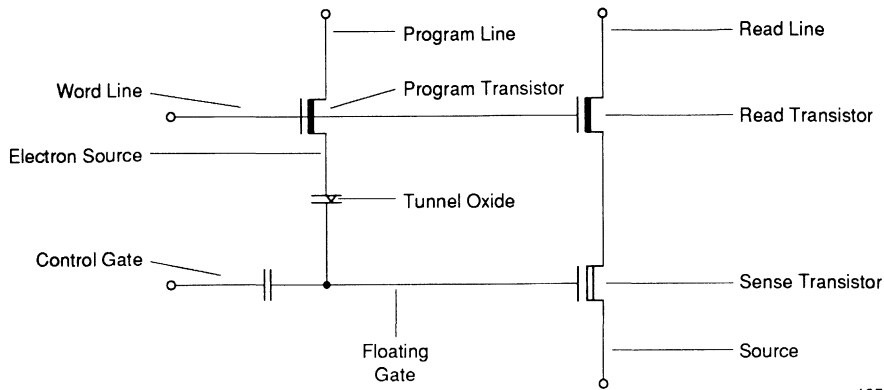 Program Line
Read Line
Word Line
Program Transistor
Read Transistor
Electron Source
Tunnel Oxide
Control Gate
Sense Transistor
Floating
Gate
Source